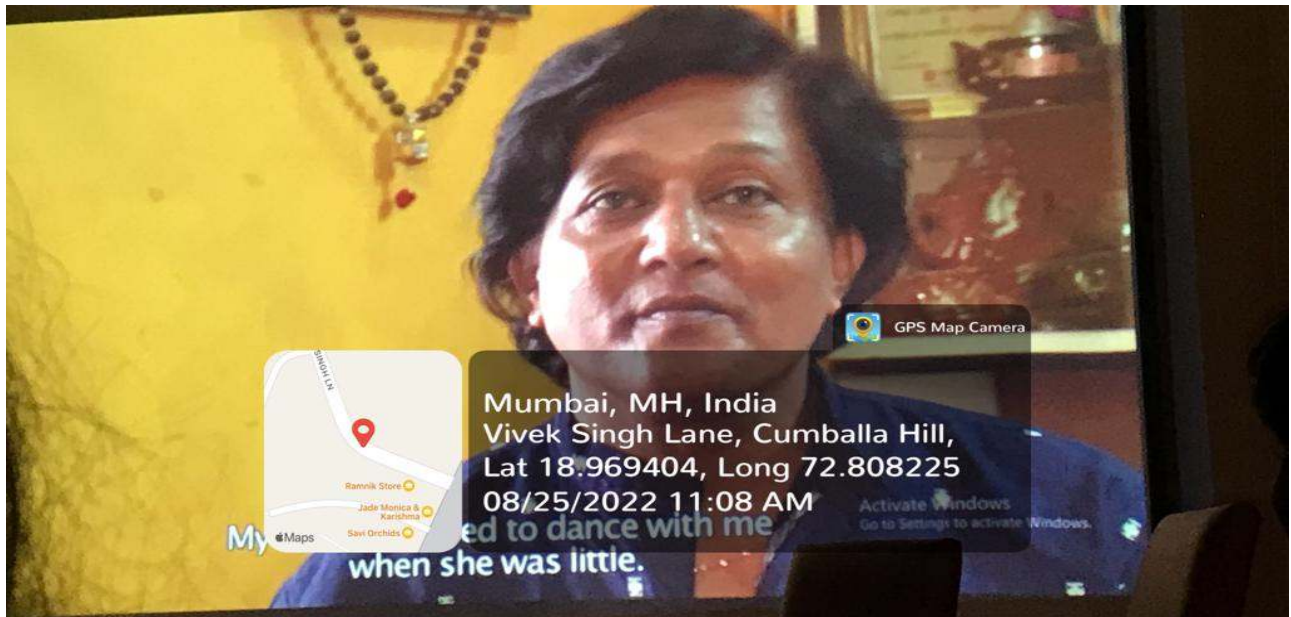 GPS Map Camera
SINGH LN
Ramnik Store
Jade Monica &
Karishma
Savi Orchids
Maps
Mumbai, MH, India
Vivek Singh Lane, Cumballa Hill,
Lat 18.969404, Long 72.808225
08/25/2022 11:08 AM
Activate Windows
Go to Settings to activate Windows.
My to dance with me
when she was little.